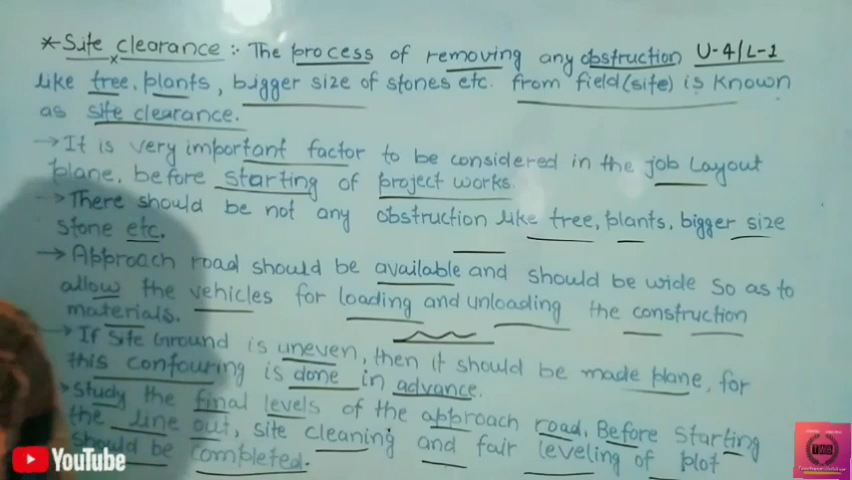 *Site clearance :- The process of removing any obstruction U-4/L-1
like tree, plants, bigger size of stones etc. from field(site) is known
as site clearance.
→ It is very important factor to be considered in the job Layout
plane, before starting of project works.
→ There should be not any obstruction like tree, plants, bigger size
stone etc.
→ Approach road should be available and should be wide so as to
allow the vehicles for loading and unloading the construction
materials.
→ If Site Ground is uneven, then it should be made plane, for
this confouring is done in advance.
→ Study the final levels of the approach road. Before starting
the line out, site cleaning and fair leveling of plot
should be completed.
YouTube
TWB